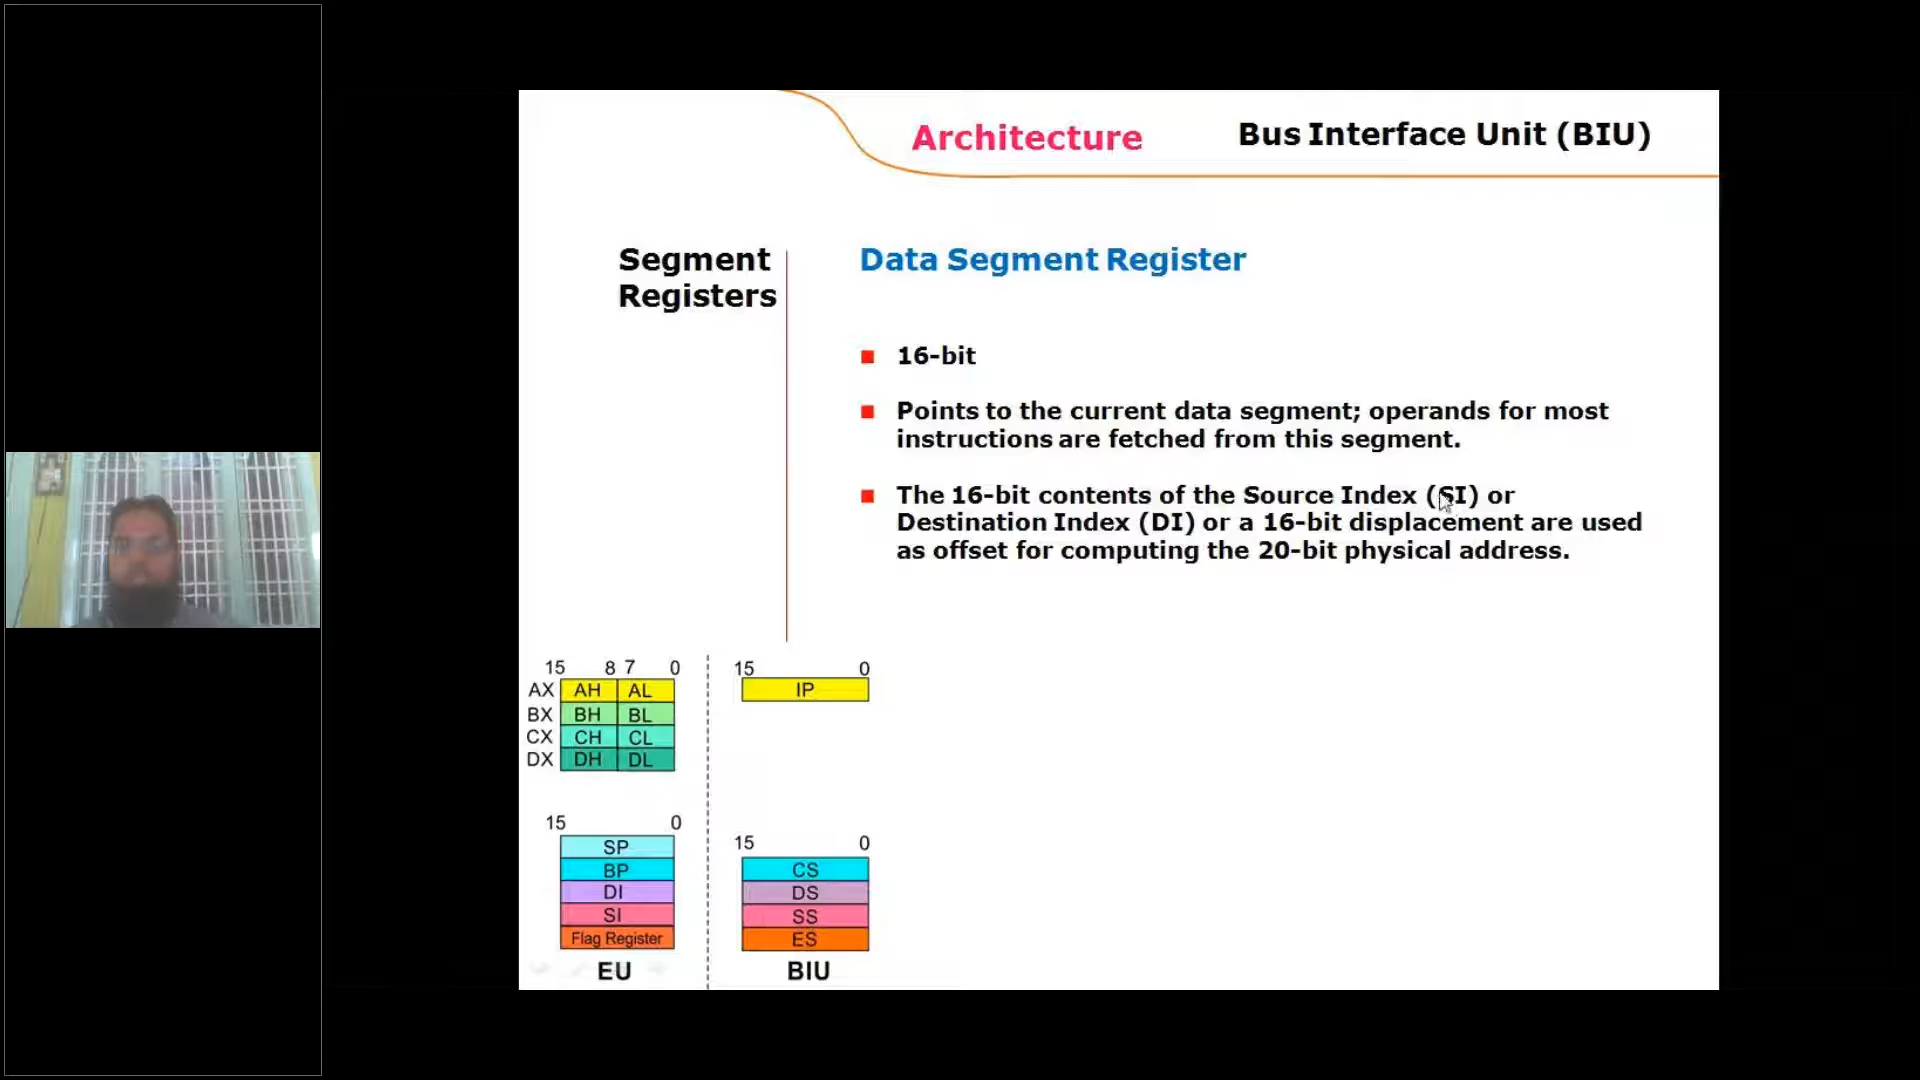 Architecture
Bus Interface Unit (BIU)
Segment
Registers
Data Segment Register
16-bit
Points to the current data segment; operands for most
instructions are fetched from this segment.
The 16-bit contents of the Source Index (SI) or
Destination Index (DI) or a 16-bit displacement are used
as offset for computing the 20-bit physical address.
15 8 7 0
AX AH AL
BX BH BL
CX CH CL
DX DH DL
15 0
SP
BP
DI
SI
Flag Register
EU
15 0
IP
15 0
CS
DS
SS
ES
BIU